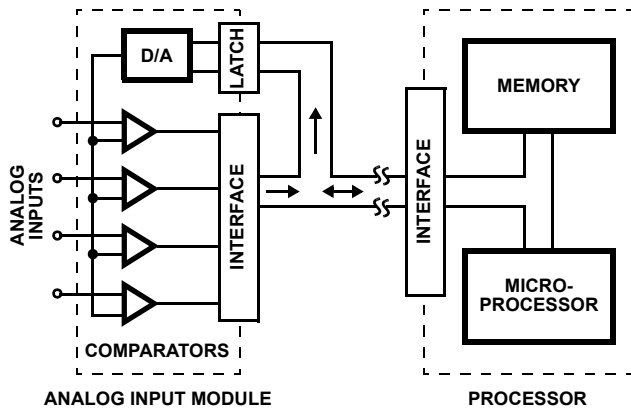 D/A
LATCH
ANALOG
INPUTS
INTERFACE
COMPARATORS
ANALOG INPUT MODULE
INTERFACE
MEMORY
MICRO-
PROCESSOR
PROCESSOR